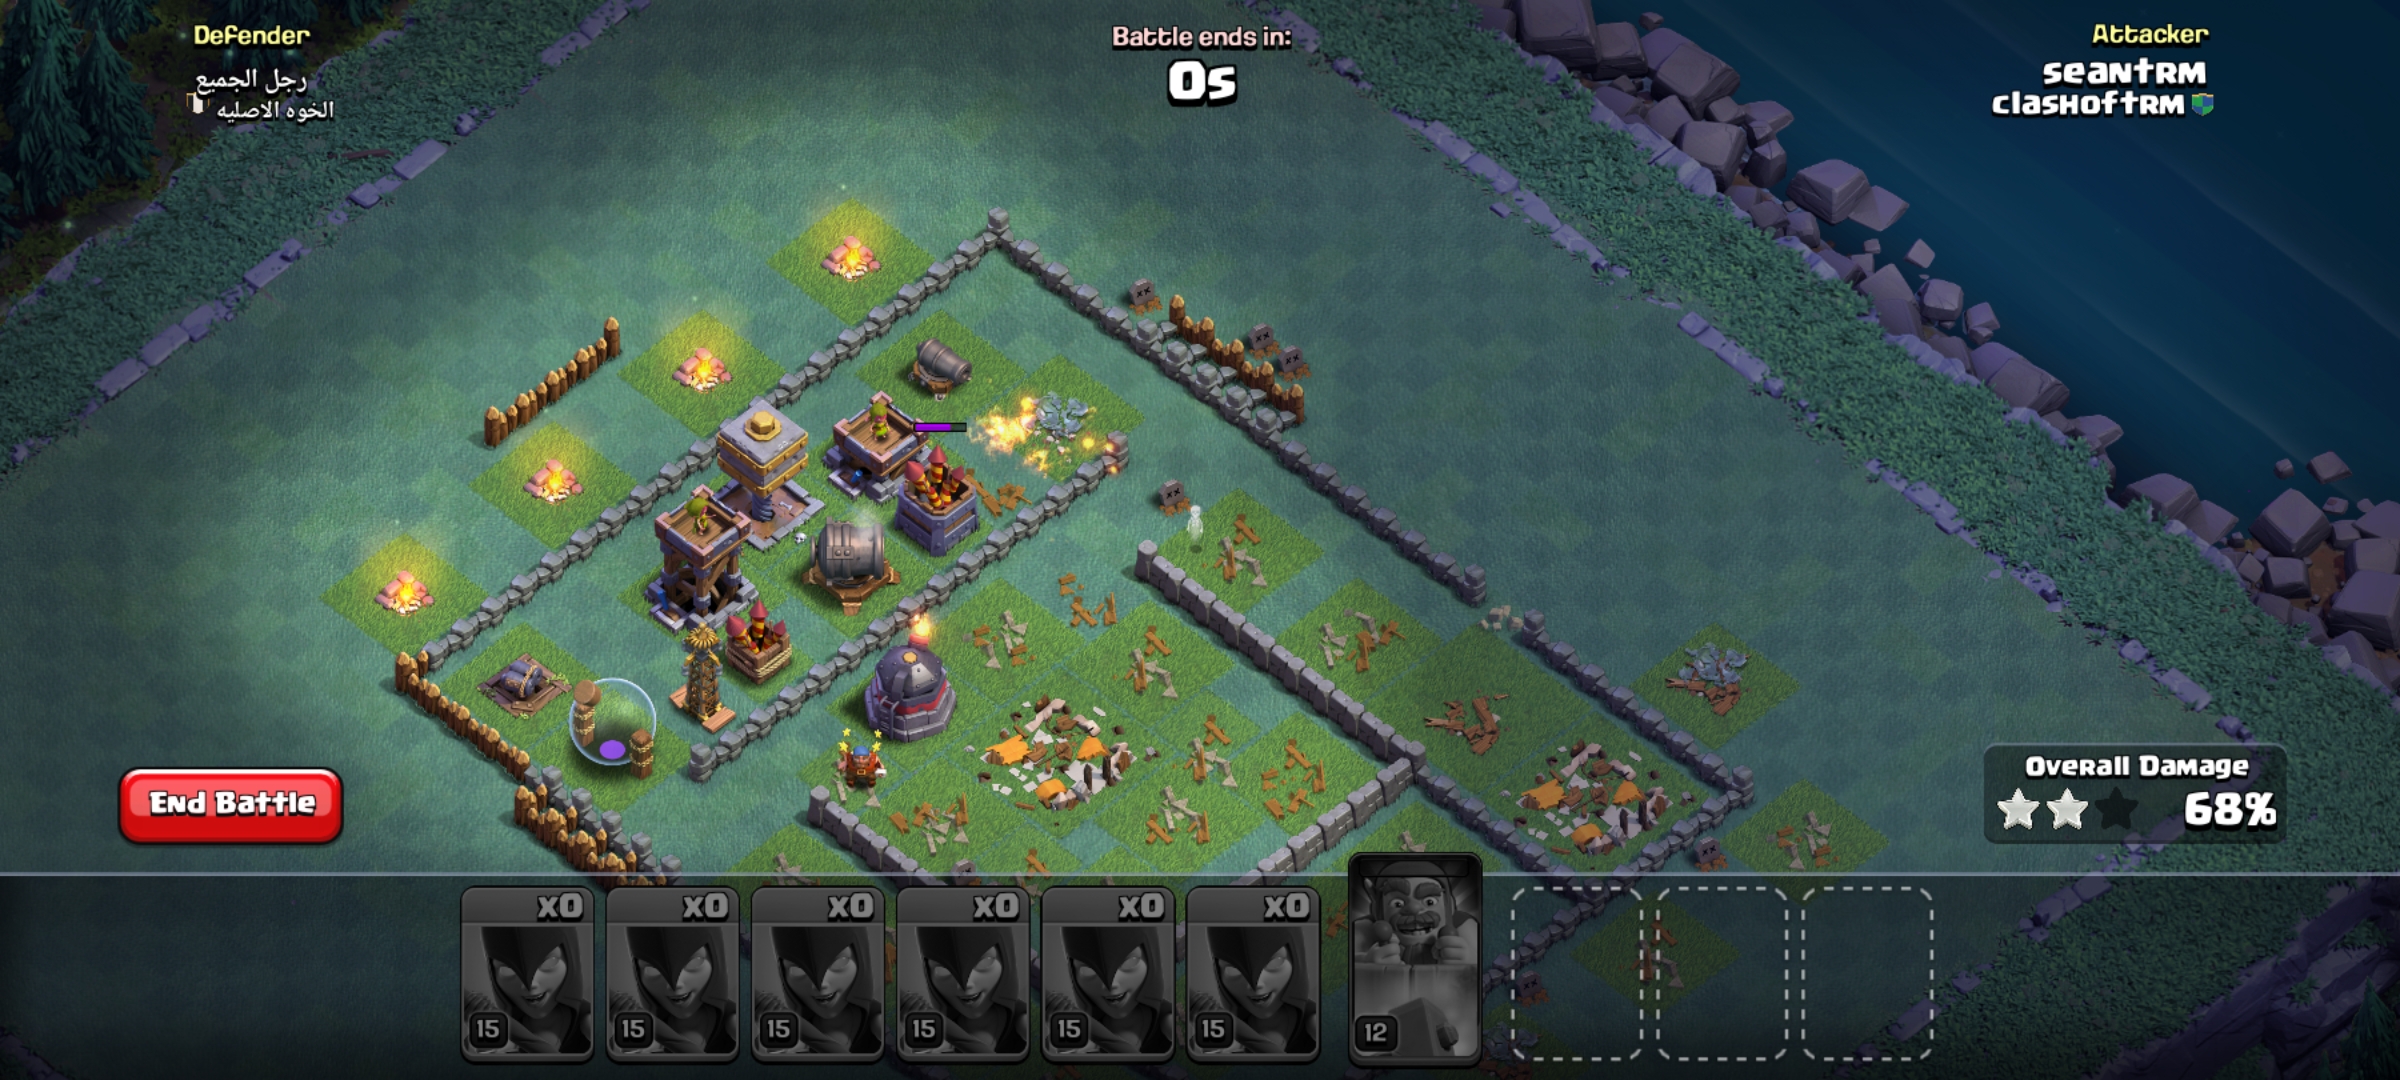 Defender
رجل الجميع
الخوه الاصليه
Battle ends in:
0s
Attacker
seantRM
clashoftRM
End Battle
Overall Damage
68%
x0
x0
x0
x0
x0
x0
15
15
15
15
15
15
12